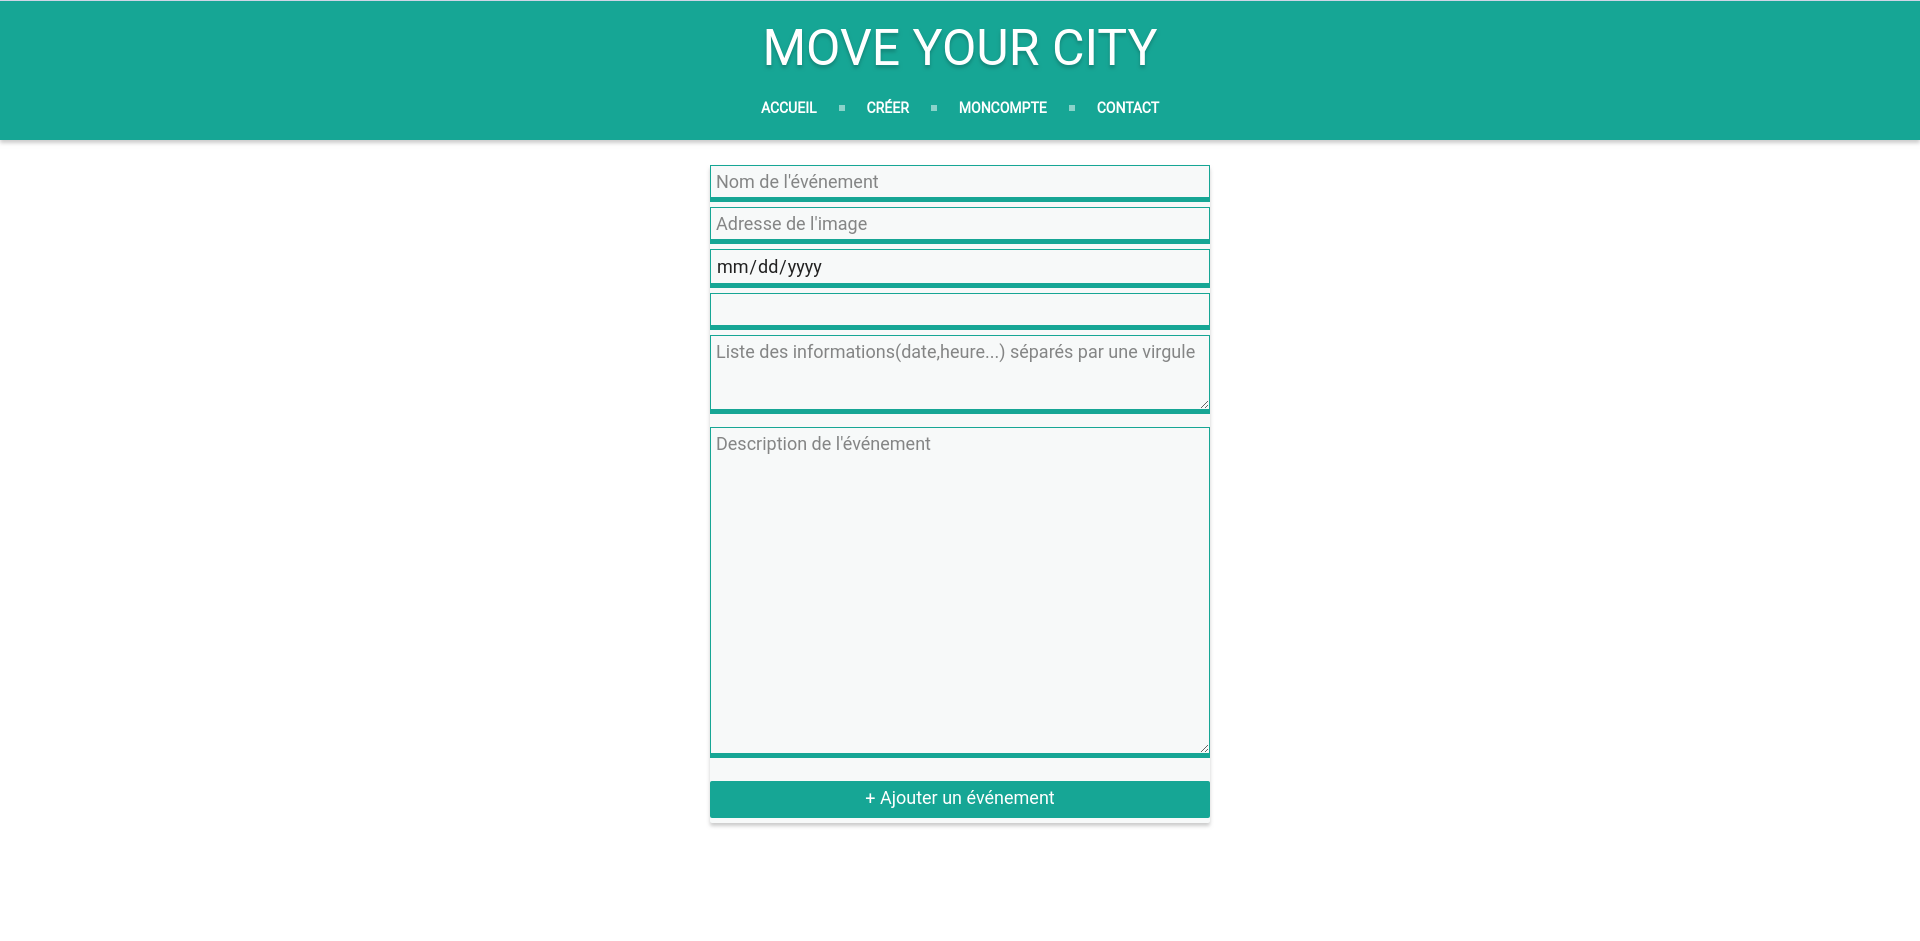 MOVE YOUR CITY
ACCUEIL ▪ CRÉER ▪ MONCOMPTE ▪ CONTACT
Nom de l'événement
Adresse de l'image
mm/dd/yyyy
Liste des informations(date,heure...) séparés par une virgule
Description de l'événement
+ Ajouter un événement